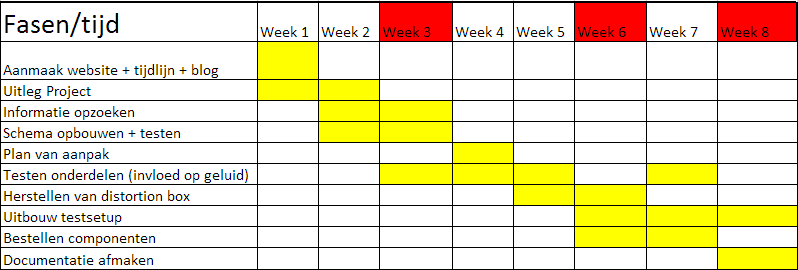 Fasen/tijd Week 1 Week 2 Week 3 Week 4 Week 5 Week 6 Week 7 Week 8
Aanmaak website + tijdlijn + blog
Uitleg Project
Informatie opzoeken
Schema opbouwen + testen
Plan van aanpak
Testen onderdelen (invloed op geluid)
Herstellen van distortion box
Uitbouw testsetup
Bestellen componenten
Documentatie afmaken